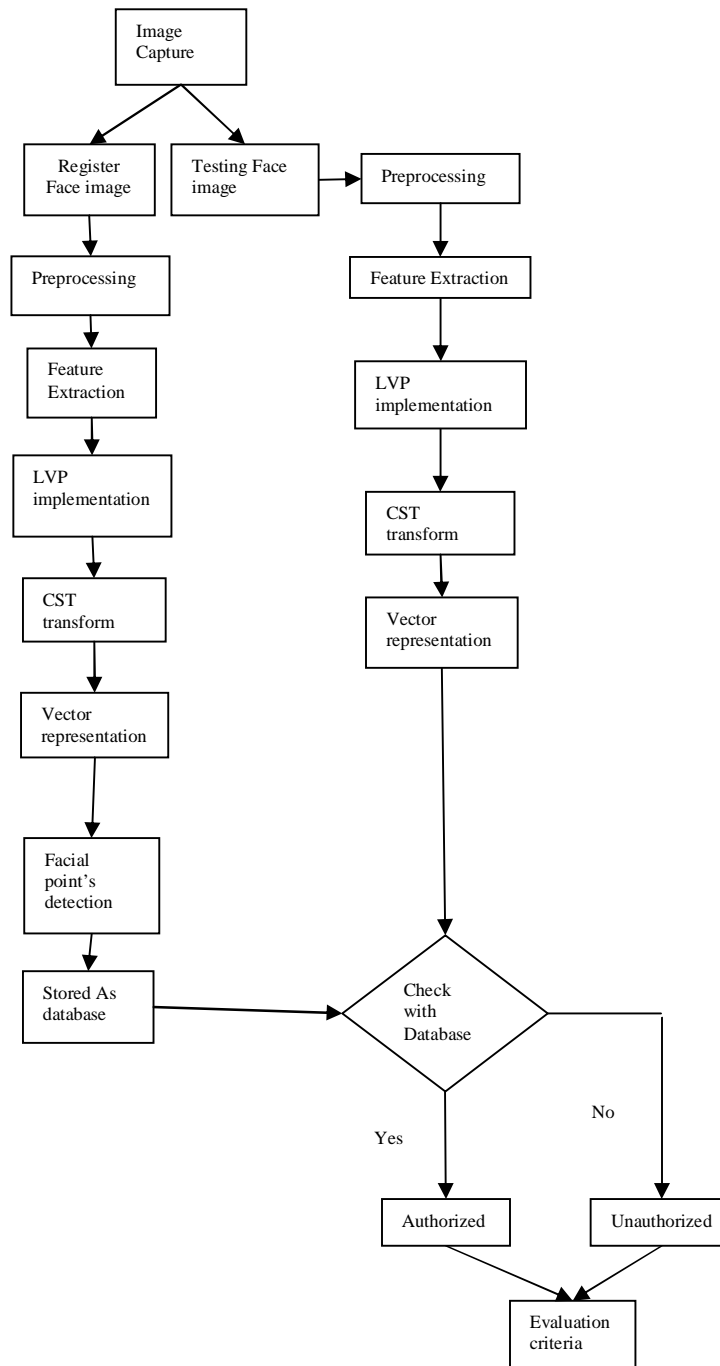 Image
Capture
Register
Face image
Testing Face
image
Preprocessing
Preprocessing
Feature Extraction
Feature
Extraction
LVP
implementation
LVP
implementation
CST
transform
CST
transform
Vector
representation
Vector
representation
Facial
point's
detection
Stored As
database
Check
with
Database
Yes
No
Authorized
Unauthorized
Evaluation
criteria